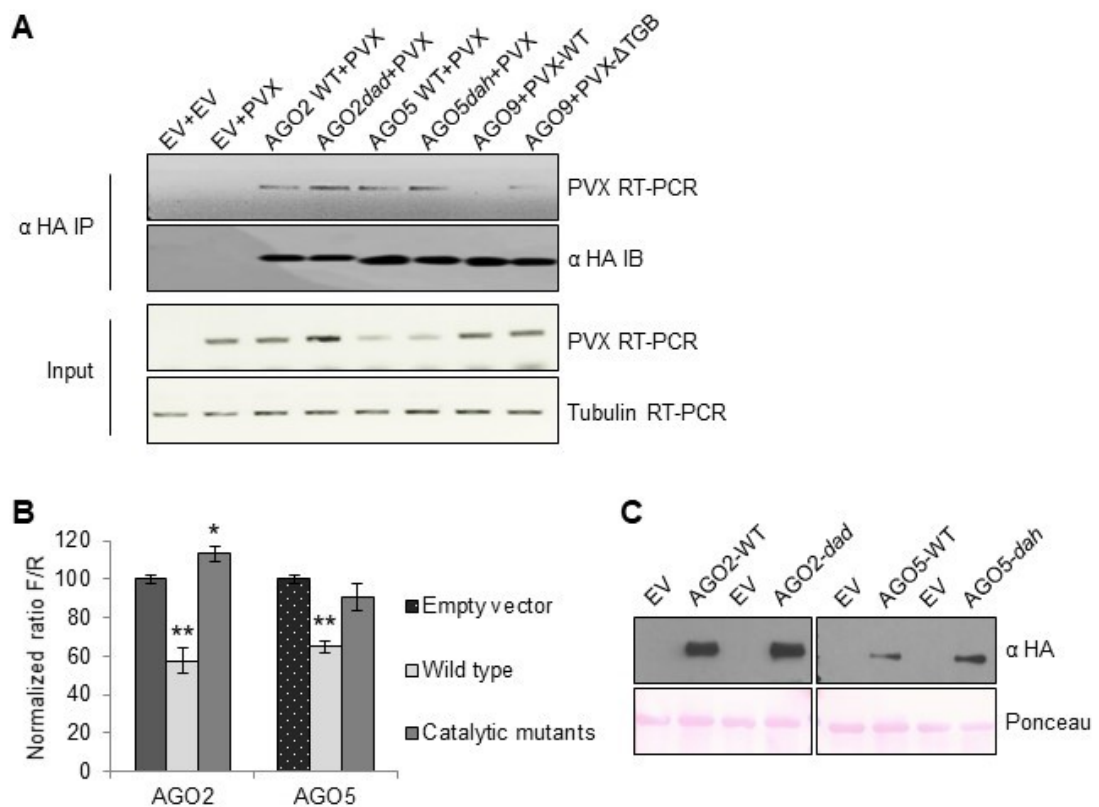 A
EV+EV
EV+PVX
AGO2 WT+PVX
AGO2dad+PVX
AGO5 WT+PVX
AGO5dah+PVX
AGO9+PVX-WT
AGO9+PVX-ΔTGB
α HA IP
PVX RT-PCR
α HA IB
Input
PVX RT-PCR
Tubulin RT-PCR
B
Normalized ratio F/R
120
100
80
60
40
20
0
*
**
**
AGO2
AGO5
Empty vector
Wild type
Catalytic mutants
C
EV
AGO2-WT
EV
AGO2-dad
EV
AGO5-WT
EV
AGO5-dah
α HA
Ponceau